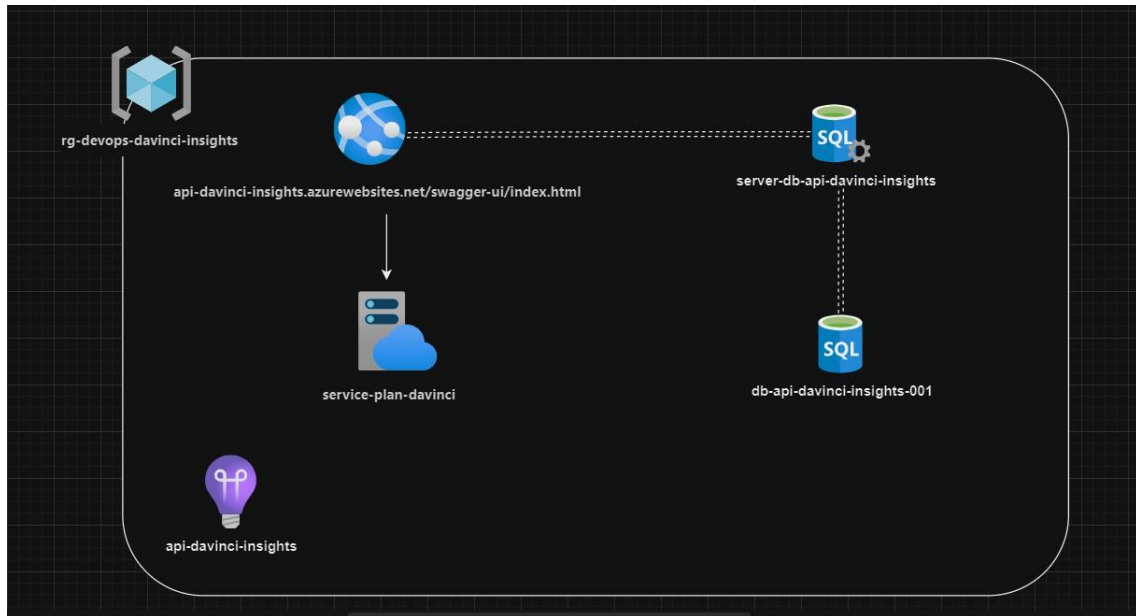 rg-devops-davinci-insights
api-davinci-insights.azurewebsites.net/swagger-ui/index.html
SQL
server-db-api-davinci-insights
service-plan-davinci
SQL
db-api-davinci-insights-001
api-davinci-insights